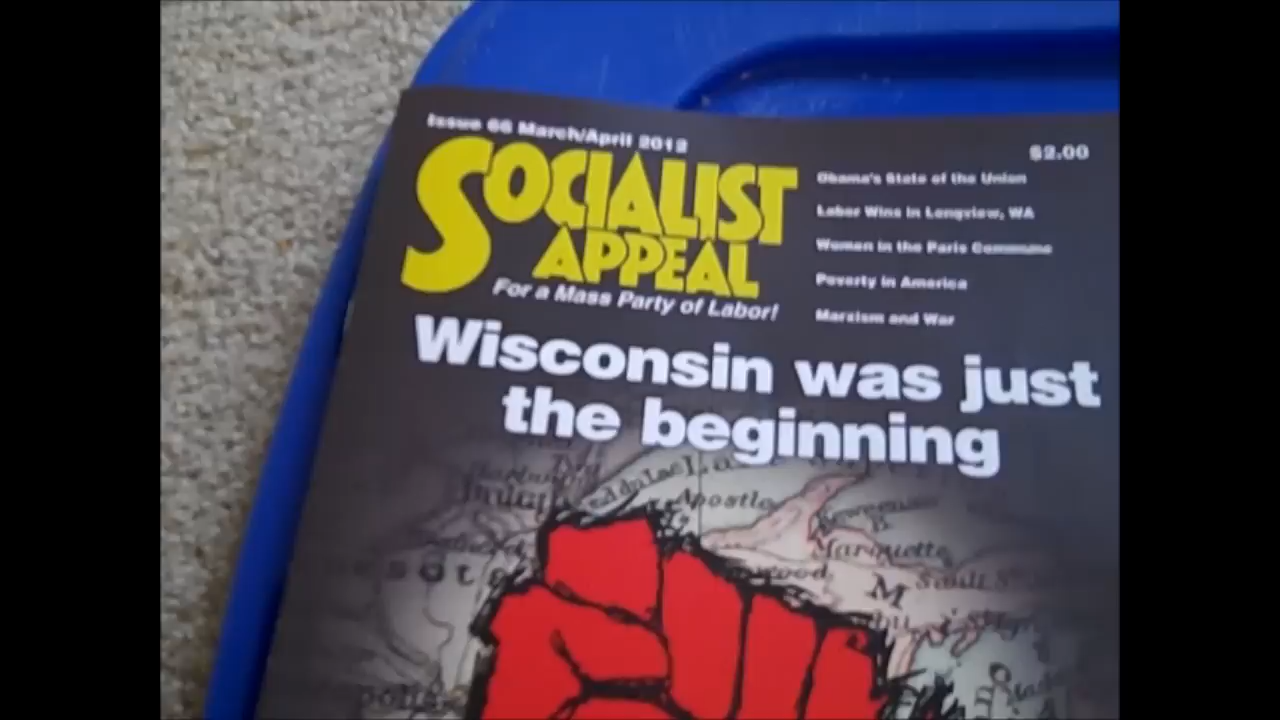 Issue 66 March/April 2012
$2.00
SOCIALIST
APPEAL
For a Mass Party of Labor!
Obama's State of the Union
Labor Wins in Longview, WA
Women in the Paris Commune
Poverty in America
Marxism and War
Wisconsin was just
the beginning
Apostle
Marquette
Sault
M